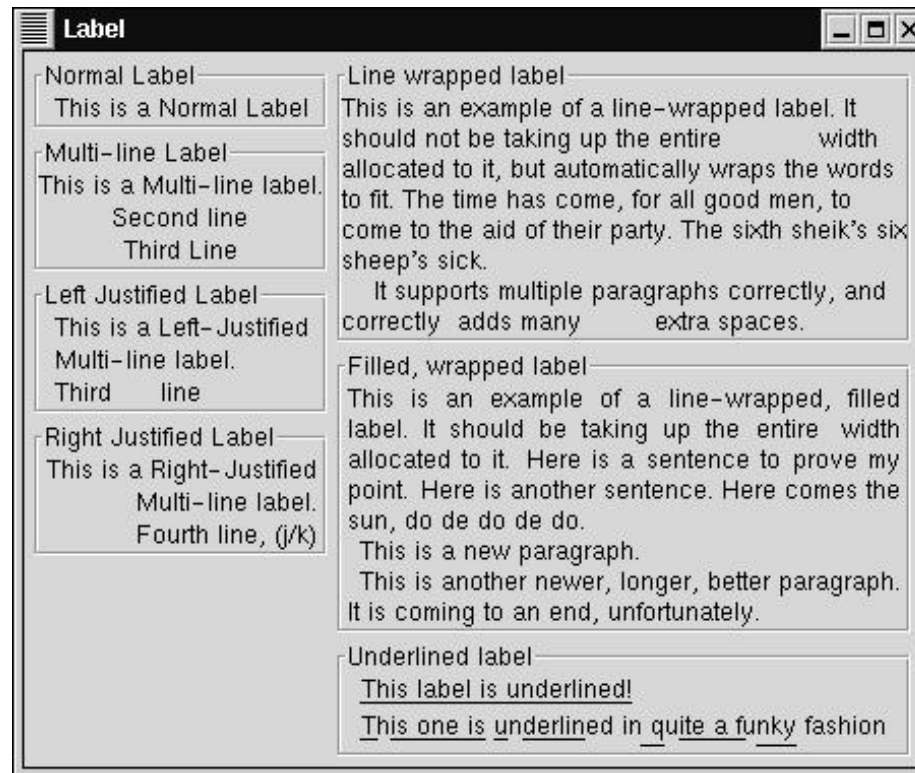 Label
Normal Label
This is a Normal Label
Multi-line Label
This is a Multi-line label.
Second line
Third Line
Left Justified Label
This is a Left-Justified
Multi-line label.
Third      line
Right Justified Label
This is a Right-Justified
Multi-line label.
Fourth line, (j/k)
Line wrapped label
This is an example of a line-wrapped label. It
should not be taking up the entire             width
allocated to it, but automatically wraps the words
to fit. The time has come, for all good men, to
come to the aid of their party. The sixth sheik's six
sheep's sick.
It supports multiple paragraphs correctly, and
correctly  adds many          extra spaces.
Filled, wrapped label
This is an example of a line-wrapped, filled
label. It should be taking up the entire  width
allocated to it. Here is a sentence to prove my
point. Here is another sentence. Here comes the
sun, do de do de do.
This is a new paragraph.
This is another newer, longer, better paragraph.
It is coming to an end, unfortunately.
Underlined label
This label is underlined!
This one is underlined in quite a funky fashion